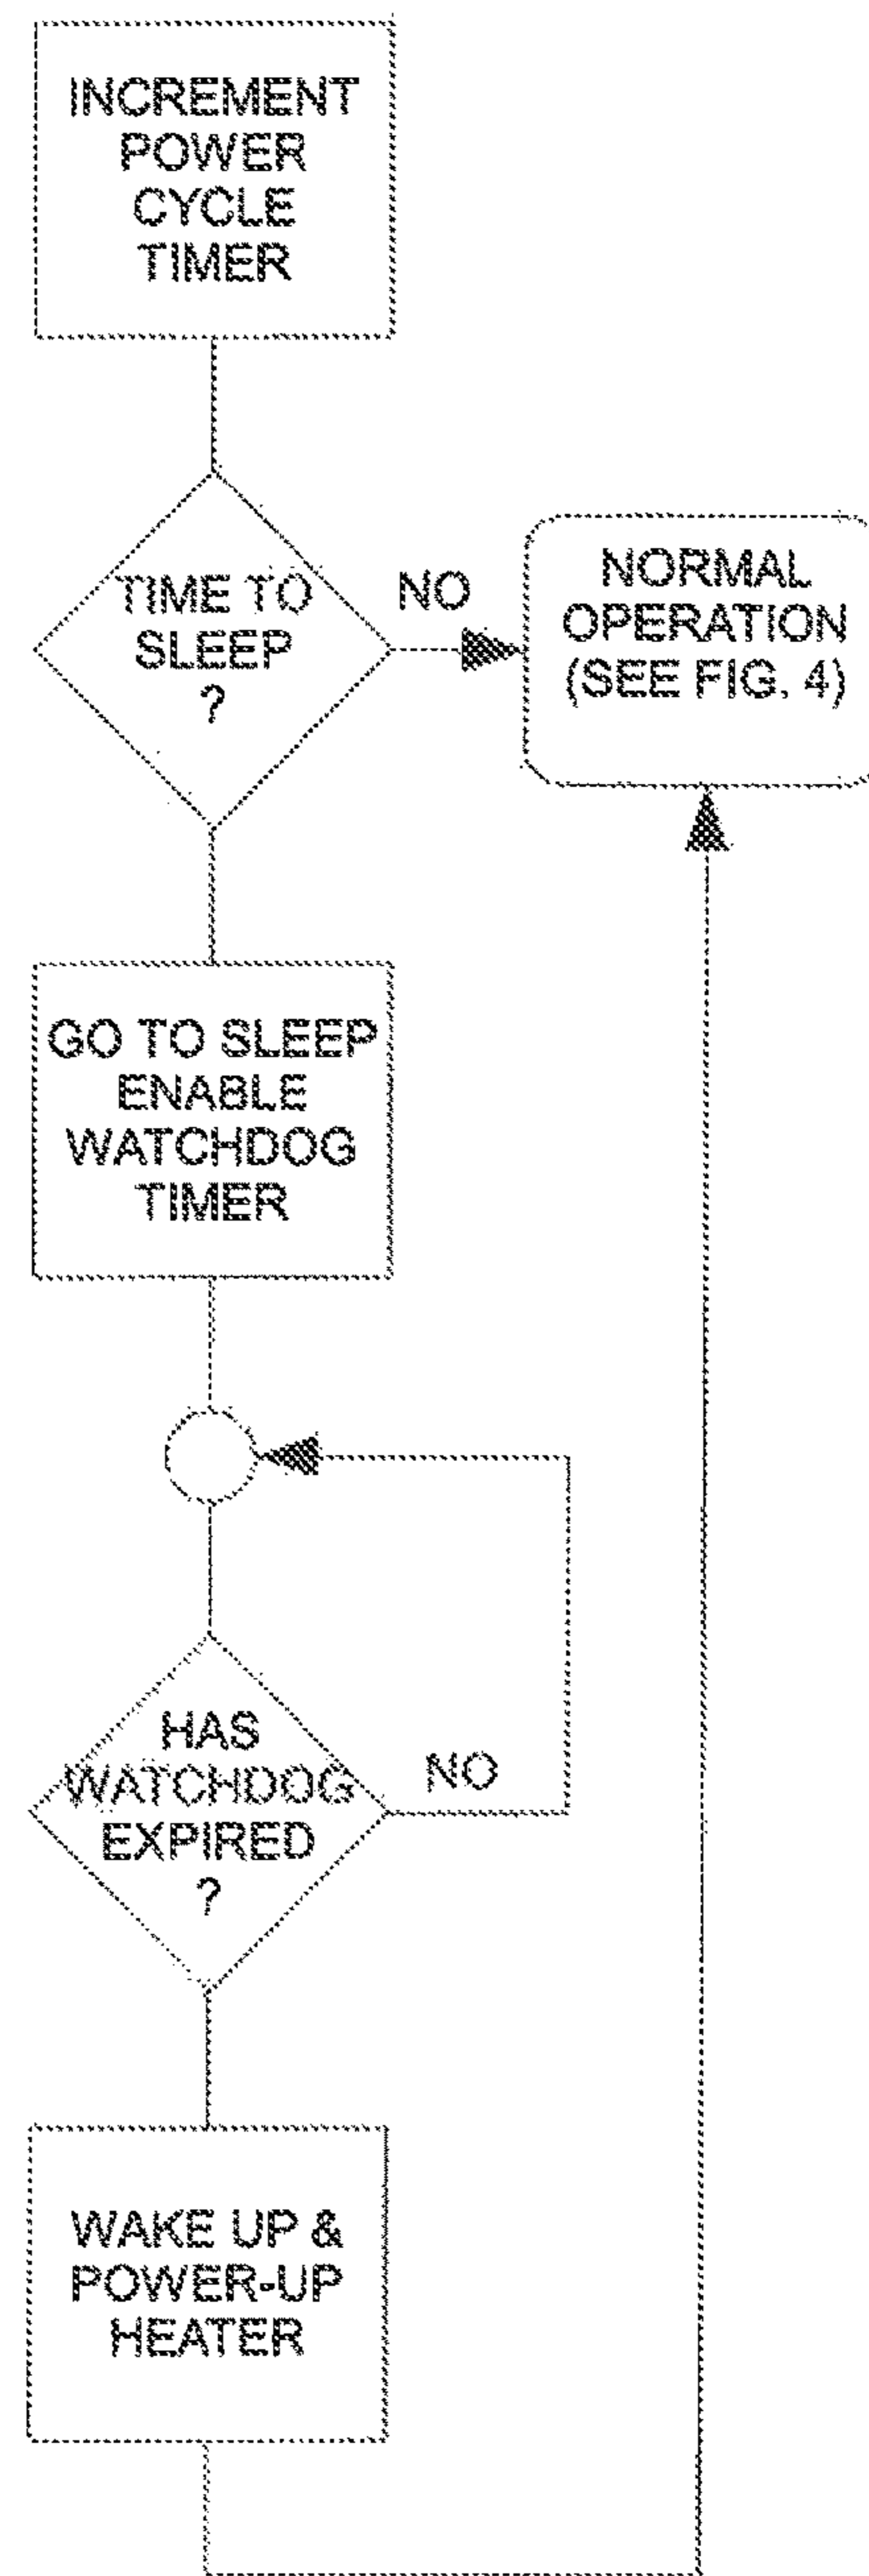 INCREMENT
POWER
CYCLE
TIMER
TIME TO
SLEEP
?
NO
NORMAL
OPERATION
(SEE FIG. 4)
GO TO SLEEP
ENABLE
WATCHDOG
TIMER
HAS
WATCHDOG
EXPIRED
?
NO
WAKE UP &
POWER-UP
HEATER